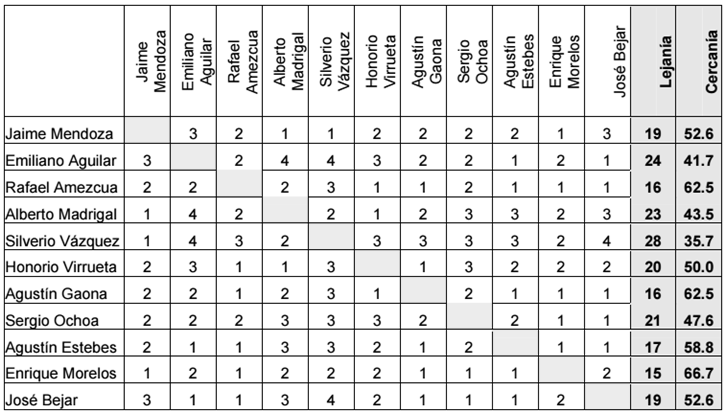 Jaime Mendoza Emiliano Aguilar Rafael Amezcua Alberto Madrigal Silverio Vázquez Honorio Virrueta Agustín Gaona Sergio Ochoa Agustín Estebes Enrique Morelos José Bejar Lejanía Cercanía
Jaime Mendoza 3 2 1 1 2 2 2 2 1 3 19 52.6
Emiliano Aguilar 3 2 4 4 3 2 2 1 2 1 24 41.7
Rafael Amezcua 2 2 2 3 1 1 2 1 1 1 16 62.5
Alberto Madrigal 1 4 2 2 1 2 3 3 2 3 23 43.5
Silverio Vázquez 1 4 3 2 3 3 3 3 2 4 28 35.7
Honorio Virrueta 2 3 1 1 3 1 3 2 2 2 20 50.0
Agustín Gaona 2 2 1 2 3 1 2 1 1 1 16 62.5
Sergio Ochoa 2 2 2 3 3 3 2 2 1 1 21 47.6
Agustín Estebes 2 1 1 3 3 2 1 2 1 1 17 58.8
Enrique Morelos 1 2 1 2 2 2 1 1 1 2 15 66.7
José Bejar 3 1 1 3 4 2 1 1 1 2 19 52.6